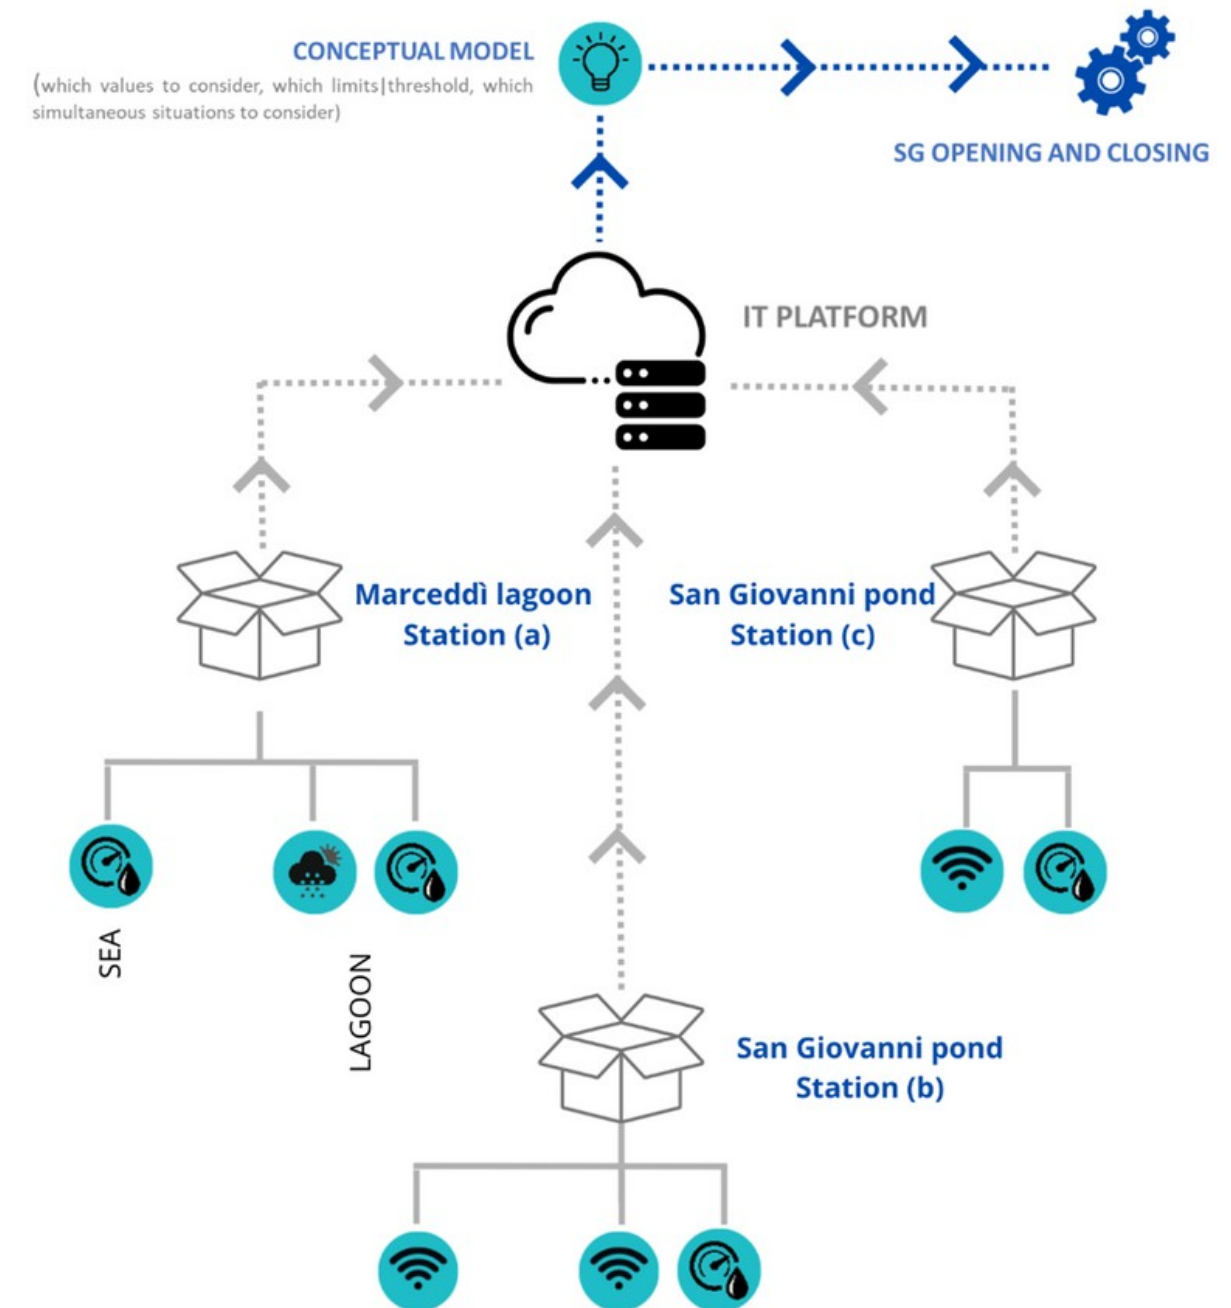 CONCEPTUAL MODEL
(which values to consider, which limits|threshold, which
simultaneous situations to consider)
SG OPENING AND CLOSING
IT PLATFORM
Marceddì lagoon
Station (a)
San Giovanni pond
Station (c)
SEA
LAGOON
San Giovanni pond
Station (b)